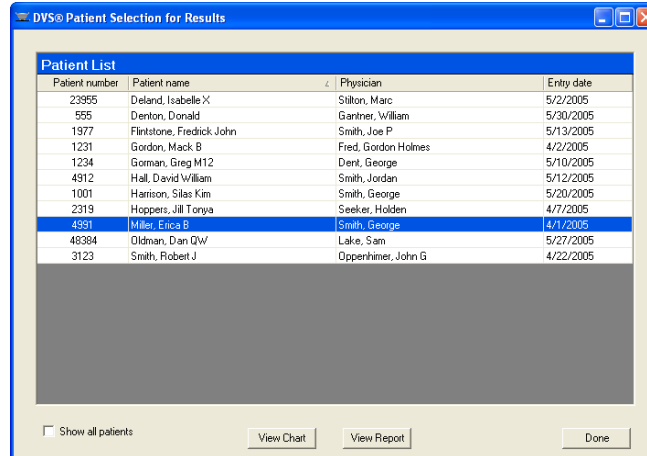 DVS® Patient Selection for Results
Patient List
Patient number Patient name Physician Entry date
23955 Deland, Isabelle X Stilton, Marc 5/2/2005
555 Denton, Donald Gantner, William 5/30/2005
1977 Flintstone, Fredrick John Smith, Joe P 5/13/2005
1231 Gordon, Mack B Fred, Gordon Holmes 4/2/2005
1234 Gorman, Greg M12 Dent, George 5/10/2005
4912 Hall, David William Smith, Jordan 5/12/2005
1001 Harrison, Silas Kim Smith, George 5/20/2005
2319 Hoppers, Jill Tonya Seeker, Holden 4/7/2005
4991 Miller, Erica B Smith, George 4/1/2005
48384 Oldman, Dan QW Lake, Sam 5/27/2005
3123 Smith, Robert J Oppenhimer, John G 4/22/2005
Show all patients View Chart View Report Done